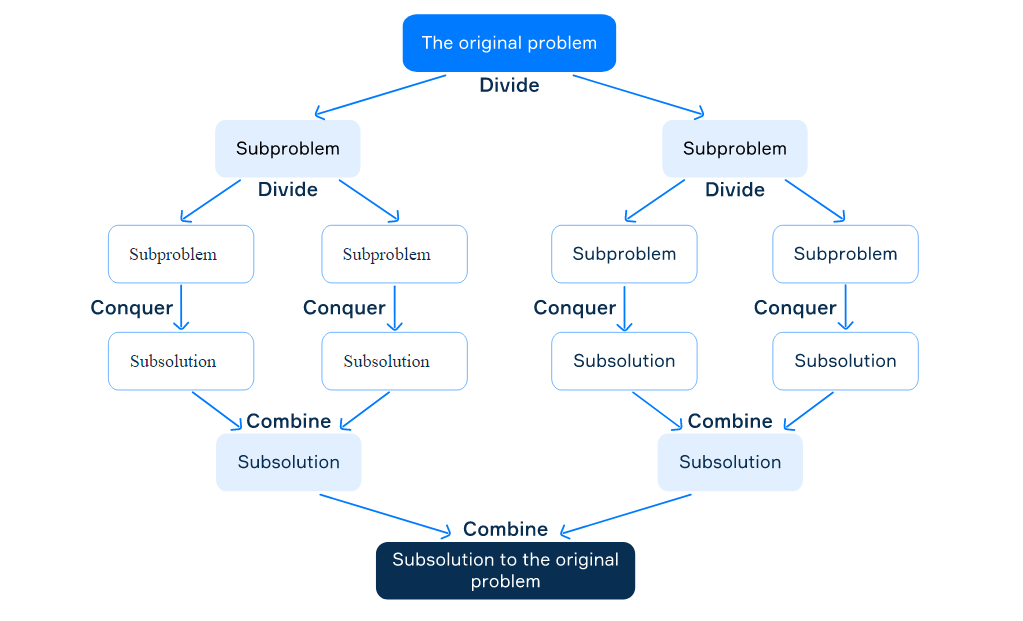 The original problem
Divide
Subproblem
Subproblem
Divide
Divide
Subproblem
Subproblem
Subproblem
Subproblem
Conquer
Conquer
Conquer
Conquer
Subsolution
Subsolution
Subsolution
Subsolution
Combine
Combine
Subsolution
Subsolution
Combine
Subsolution to the original
problem